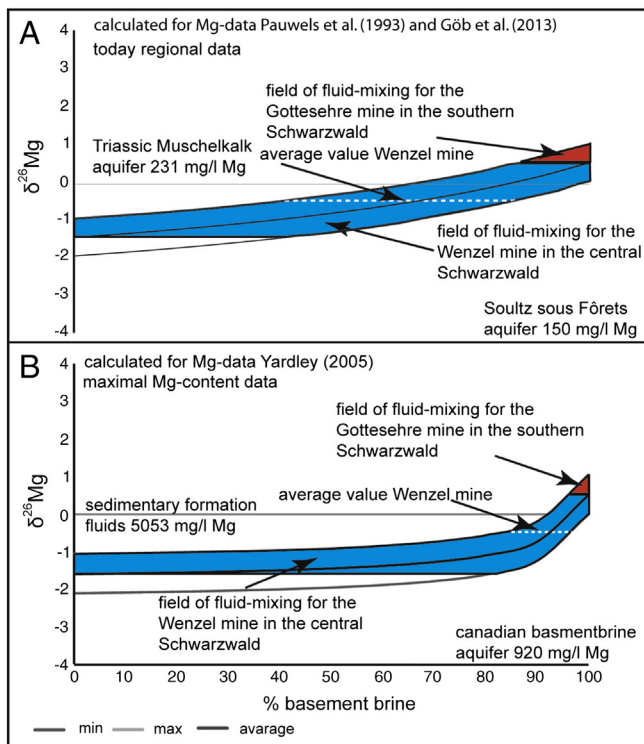 A
calculated for Mg-data Pauwels et al. (1993) and Göb et al. (2013)
today regional data
4
3
2
1
0
-1
-2
-3
-4
δ26Mg
field of fluid-mixing for the
Gottesehre mine in the southern
Schwarzwald
Triassic Muschelkalk
aquifer 231 mg/l Mg
average value Wenzel mine
field of fluid-mixing for the
Wenzel mine in the central
Schwarzwald
Soultz sous Fôrets
aquifer 150 mg/l Mg
B
calculated for Mg-data Yardley (2005)
maximal Mg-content data
4
3
2
1
0
-1
-2
-3
-4
δ26Mg
field of fluid-mixing for the
Gottesehre mine in the southern
Schwarzwald
average value Wenzel mine
sedimentary formation
fluids 5053 mg/l Mg
field of fluid-mixing for the
Wenzel mine in the central
Schwarzwald
canadian basmentbrine
aquifer 920 mg/l Mg
0 10 20 30 40 50 60 70 80 90 100
% basement brine
min max avarage